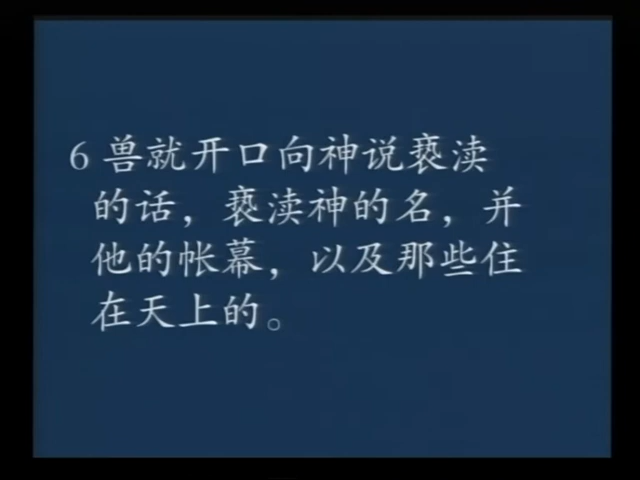 6 兽就开口向神说亵渎
的话，亵渎神的名，并
他的帐幕，以及那些住
在天上的。